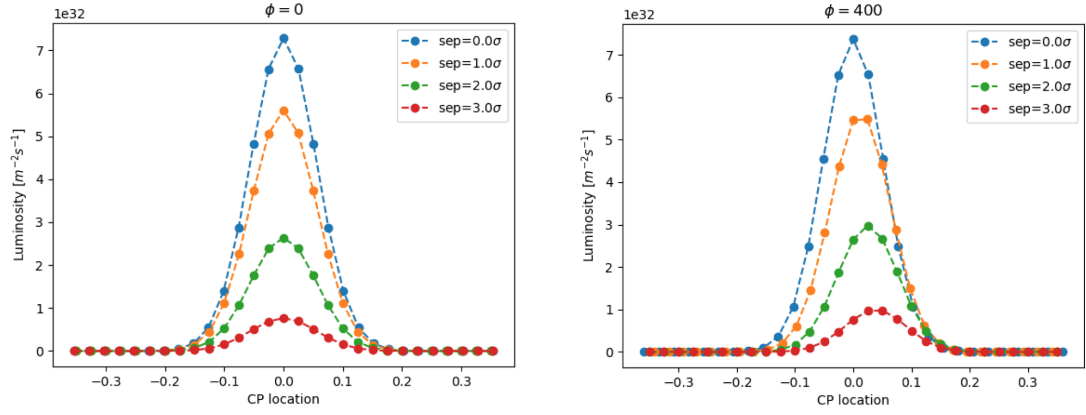 1e32
ϕ = 0
Luminosity [m⁻²s⁻¹]
7
6
5
4
3
2
1
0
sep=0.0σ
sep=1.0σ
sep=2.0σ
sep=3.0σ
−0.3 −0.2 −0.1 0.0 0.1 0.2 0.3
CP location
1e32
ϕ = 400
Luminosity [m⁻²s⁻¹]
7
6
5
4
3
2
1
0
sep=0.0σ
sep=1.0σ
sep=2.0σ
sep=3.0σ
−0.3 −0.2 −0.1 0.0 0.1 0.2 0.3
CP location